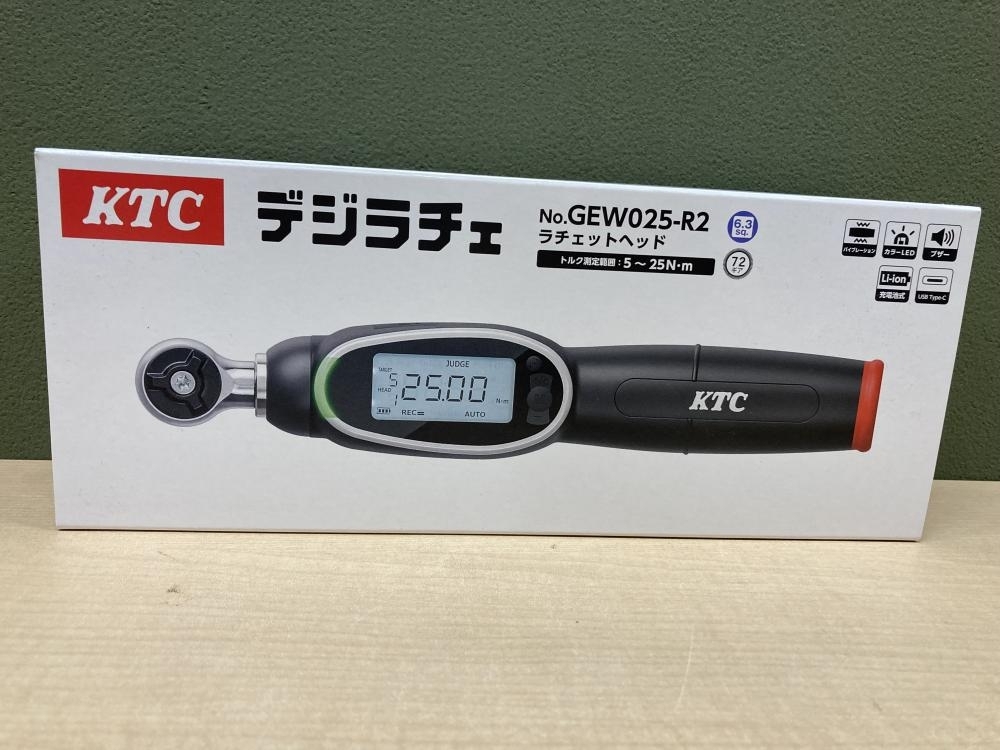 KTC
デジラチェ
No.GEW025-R2
ラチェットヘッド
トルク測定範囲：5～25N・m
6.3
sq.
72
ギア
バイブレーション
カラーLED
ブザー
Li-ion
充電池式
USB Type-C
JUDGE
TARGET
5
HEAD
1
25.00
N・m
REC
AUTO
KTC